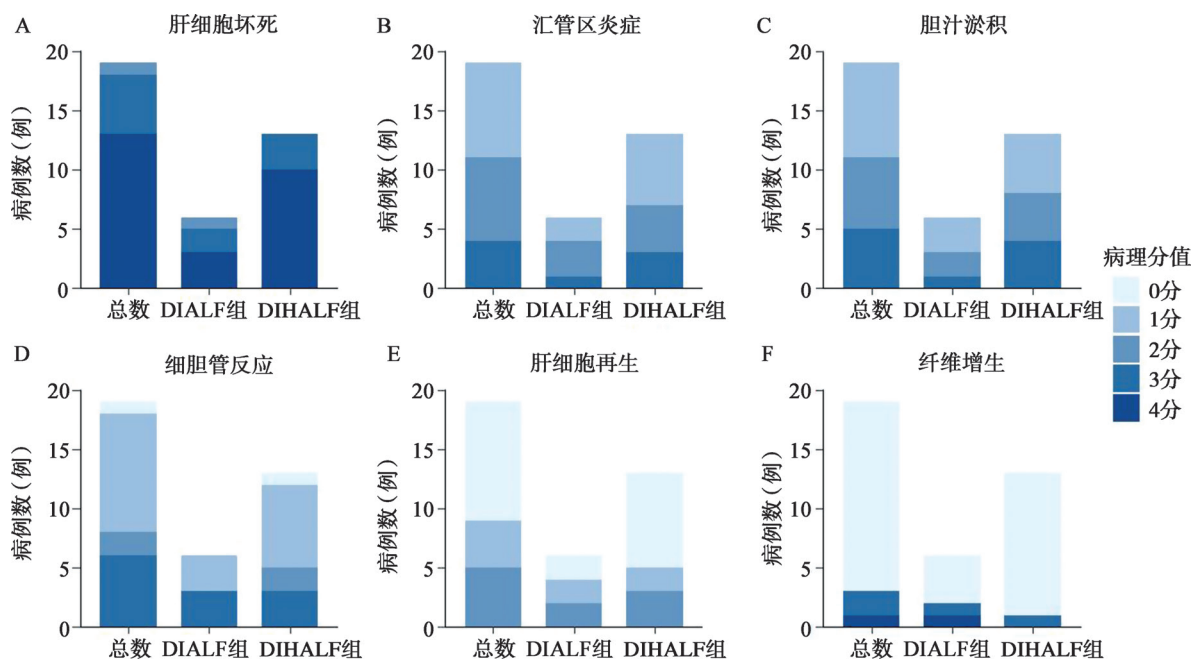 A 肝细胞坏死
病例数(例)
20
15
10
5
0
总数 DIALF组 DIHALF组
B 汇管区炎症
病例数(例)
20
15
10
5
0
总数 DIALF组 DIHALF组
C 胆汁淤积
病例数(例)
20
15
10
5
0
总数 DIALF组 DIHALF组
病理分值
0分
1分
2分
3分
4分
D 细胆管反应
病例数(例)
20
15
10
5
0
总数 DIALF组 DIHALF组
E 肝细胞再生
病例数(例)
20
15
10
5
0
总数 DIALF组 DIHALF组
F 纤维增生
病例数(例)
20
15
10
5
0
总数 DIALF组 DIHALF组